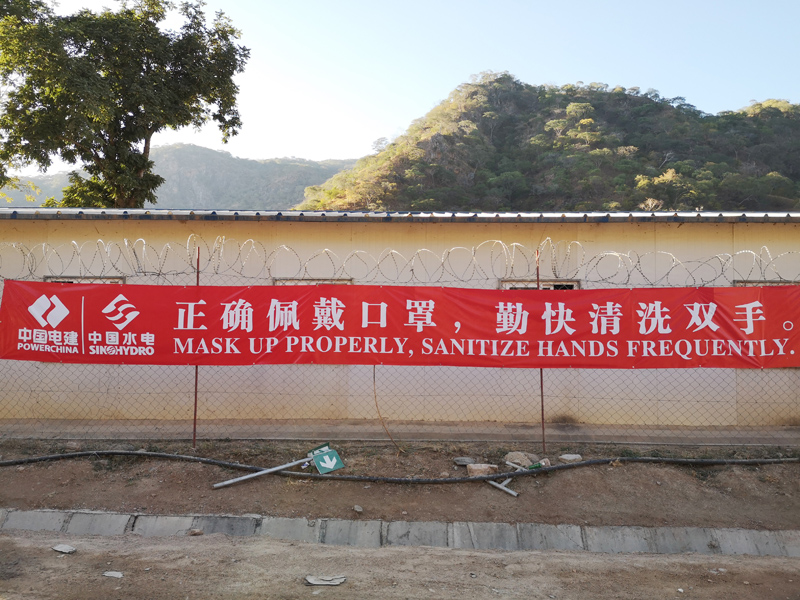 中国电建
POWERCHINA
中国水电
SINOHYDRO
正确佩戴口罩，勤快清洗双手。
MASK UP PROPERLY, SANITIZE HANDS FREQUENTLY.